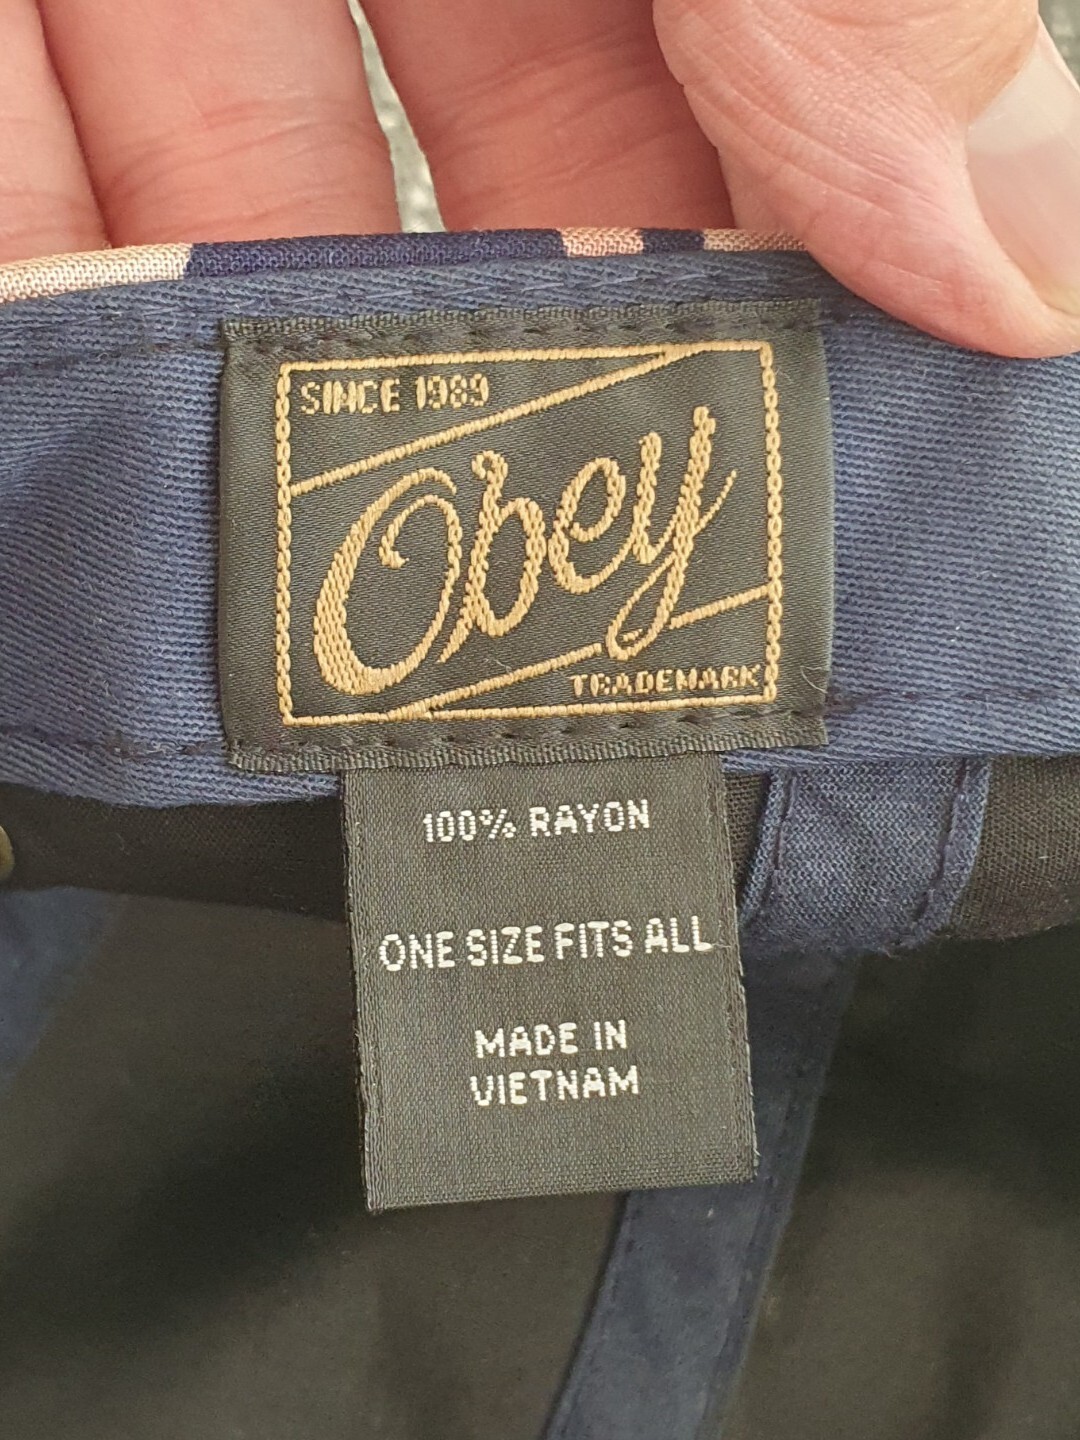 SINCE 1989
Obey
TRADEMARK
100% RAYON
ONE SIZE FITS ALL
MADE IN
VIETNAM